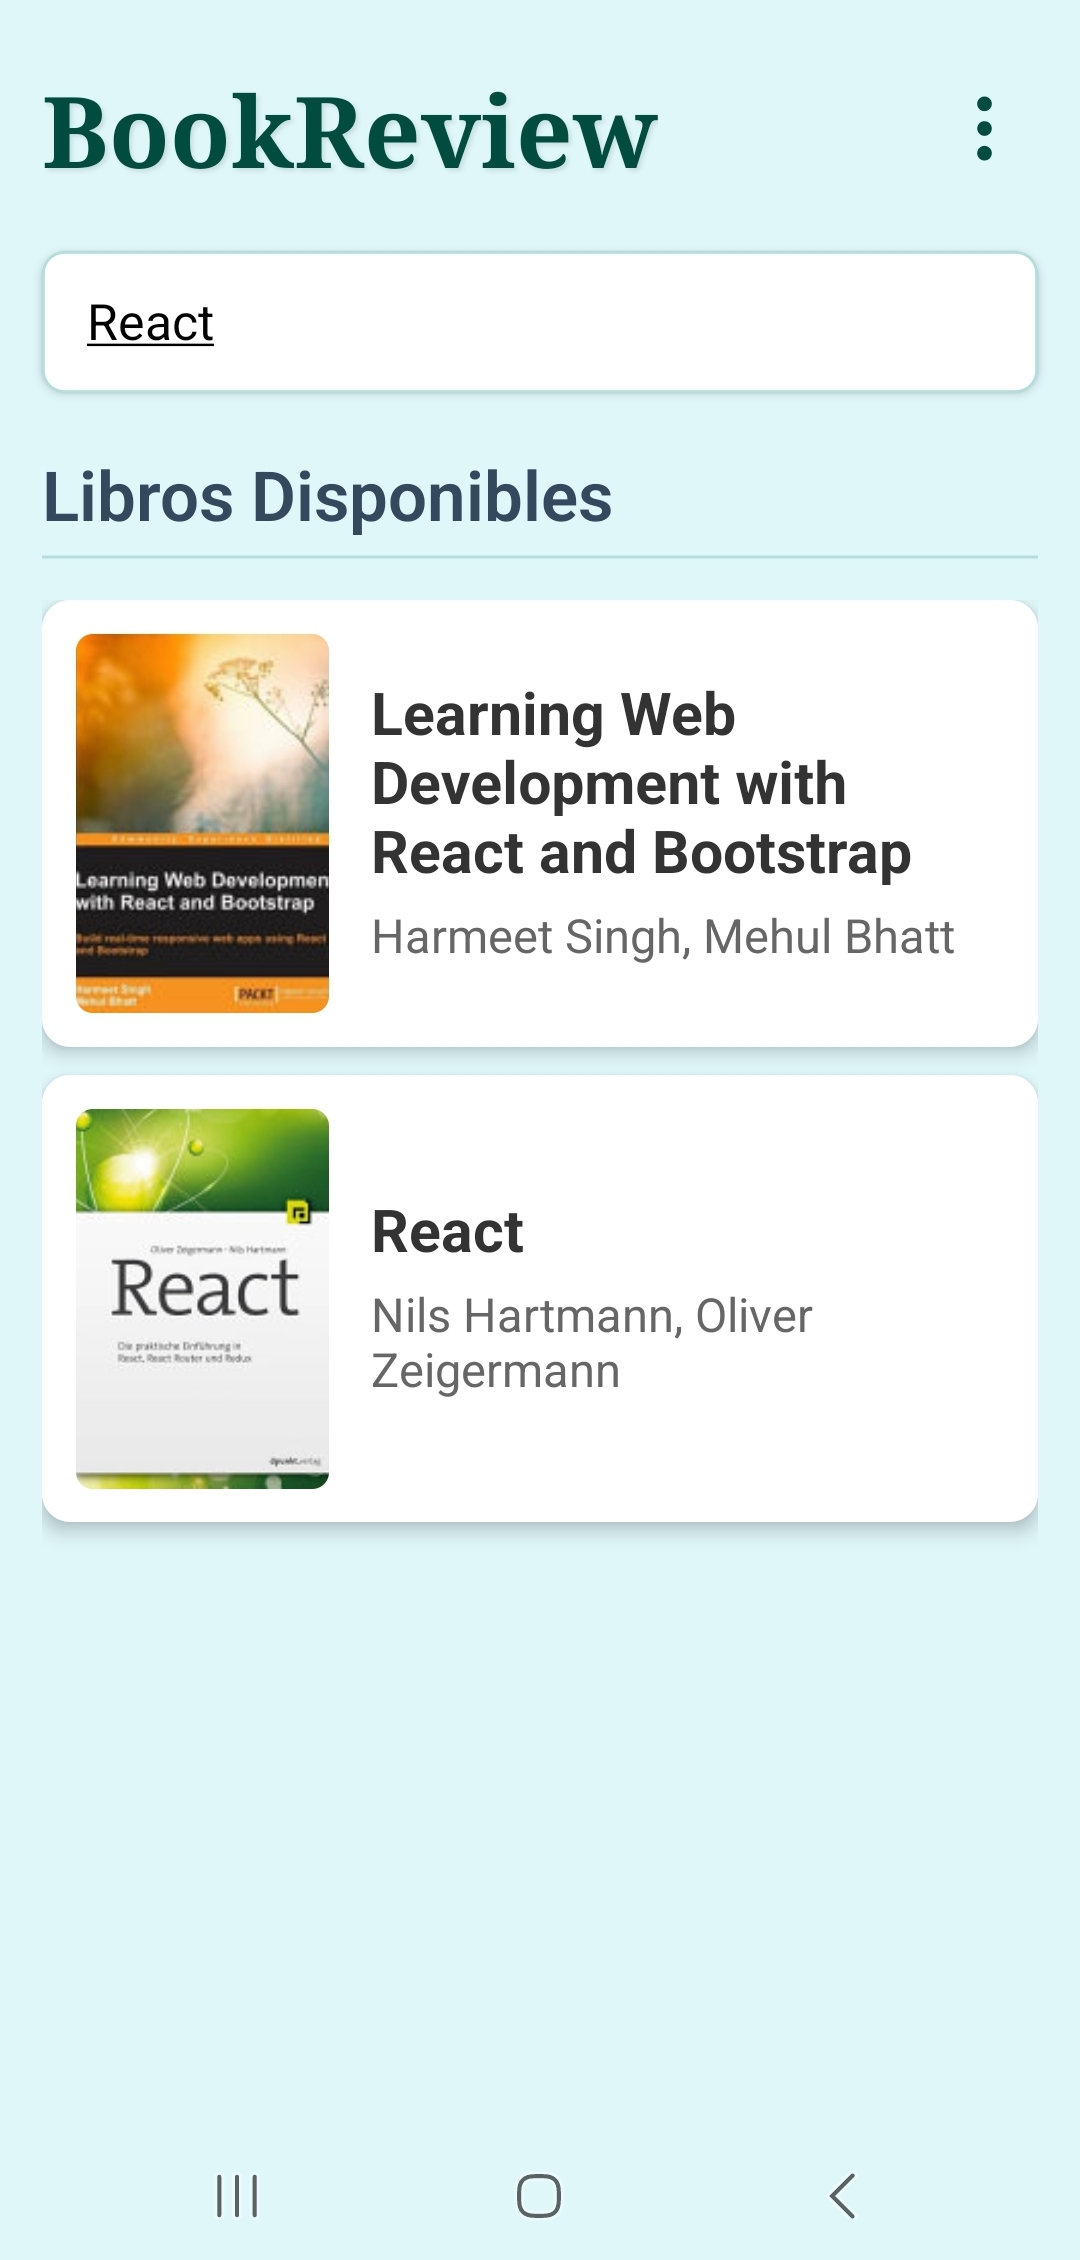 BookReview
React
Libros Disponibles
Community Experience Distilled
Learning Web Developmen
with React and Bootstrap
Build real-time responsive web apps using React
and Bootstrap
Harmeet Singh
Mehul Bhatt
PACKT
Learning Web
Development with
React and Bootstrap
Harmeet Singh, Mehul Bhatt
Oliver Zeigermann · Nils Hartmann
React
Die praktische Einführung in
React, React Router und Redux
dpunkt.verlag
React
Nils Hartmann, Oliver
Zeigermann